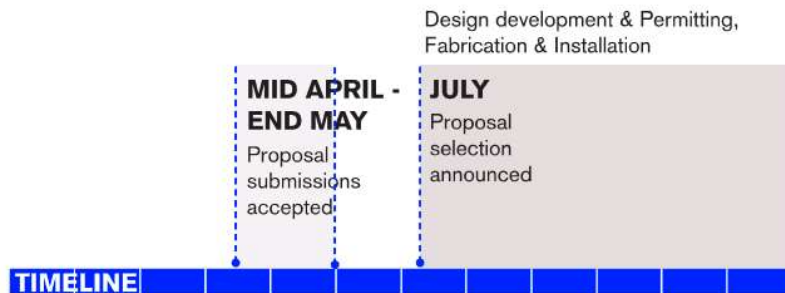 Design development & Permitting,
Fabrication & Installation
MID APRIL -
END MAY
Proposal
submissions
accepted
JULY
Proposal
selection
announced
TIMELINE